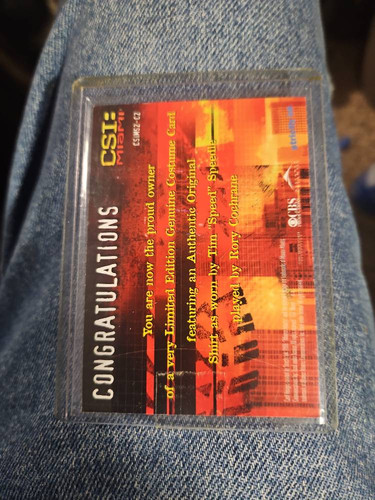 CONGRATULATIONS
CSI:
MIAMI
CSIMS2-C2
You are now the proud owner
of a very Limited Edition Genuine Costume Card
featuring an Authentic Original
Shirt as worn by Tim "Speed" Speedle
played by Rory Cochrane
CBS